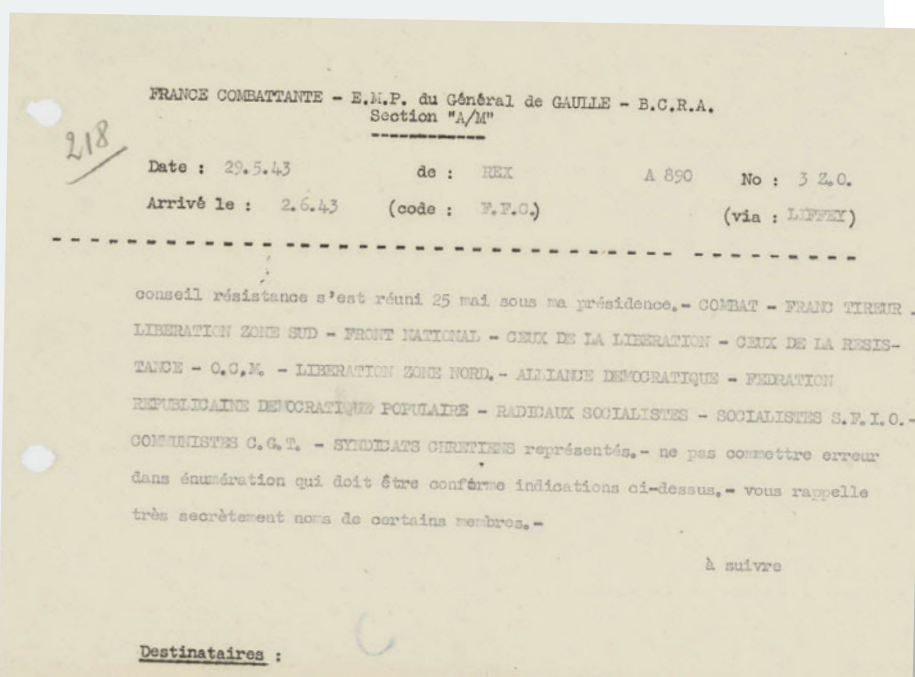 FRANCE COMBATTANTE - E.M.P. du Général de GAULLE - B.C.R.A.
Section "A/M"
218
Date : 29.5.43 de : REX A 890 No : 3 Z.O.
Arrivé le : 2.6.43 (code : F.F.C.) (via : LIFFEY)
conseil résistance s'est réuni 25 mai sous ma présidence.- COMBAT - FRANC TIREUR -
LIBERATION ZONE SUD - FRONT NATIONAL - CEUX DE LA LIBERATION - CEUX DE LA RESIS-
TANCE - O.C.M. - LIBERATION ZONE NORD.- ALLIANCE DEMOCRATIQUE - FEDRATION
REPUBLICAINE DEMOCRATIQUE POPULAIRE - RADICAUX SOCIALISTES - SOCIALISTES S.F.I.O.-
COMMUNISTES C.G.T. - SYNDICATS CHRETIENS représentés.- ne pas commettre erreur
dans énumération qui doit être conforme indications ci-dessus.- vous rappelle
très secrètement noms de certains membres.-
à suivre
Destinataires :